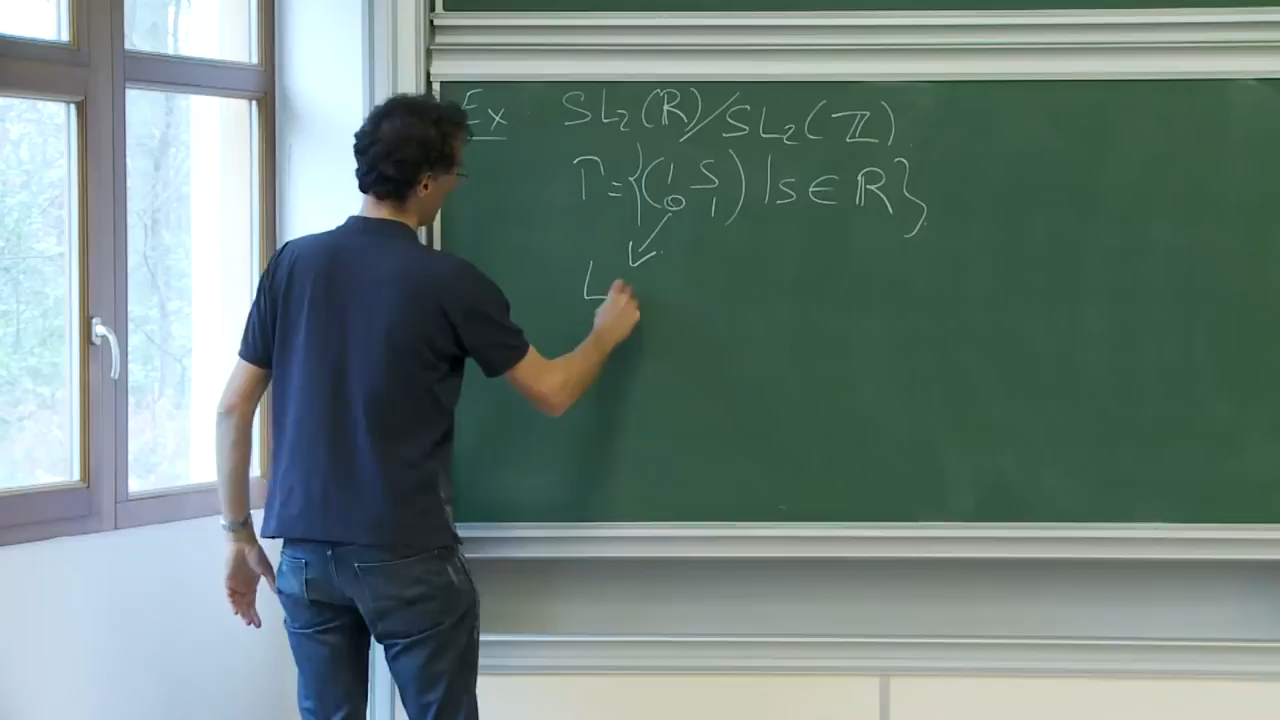 Ex SL₂(ℝ)/SL₂(ℤ)
Γ={(1 S
0 1) | s ∈ ℝ}
L